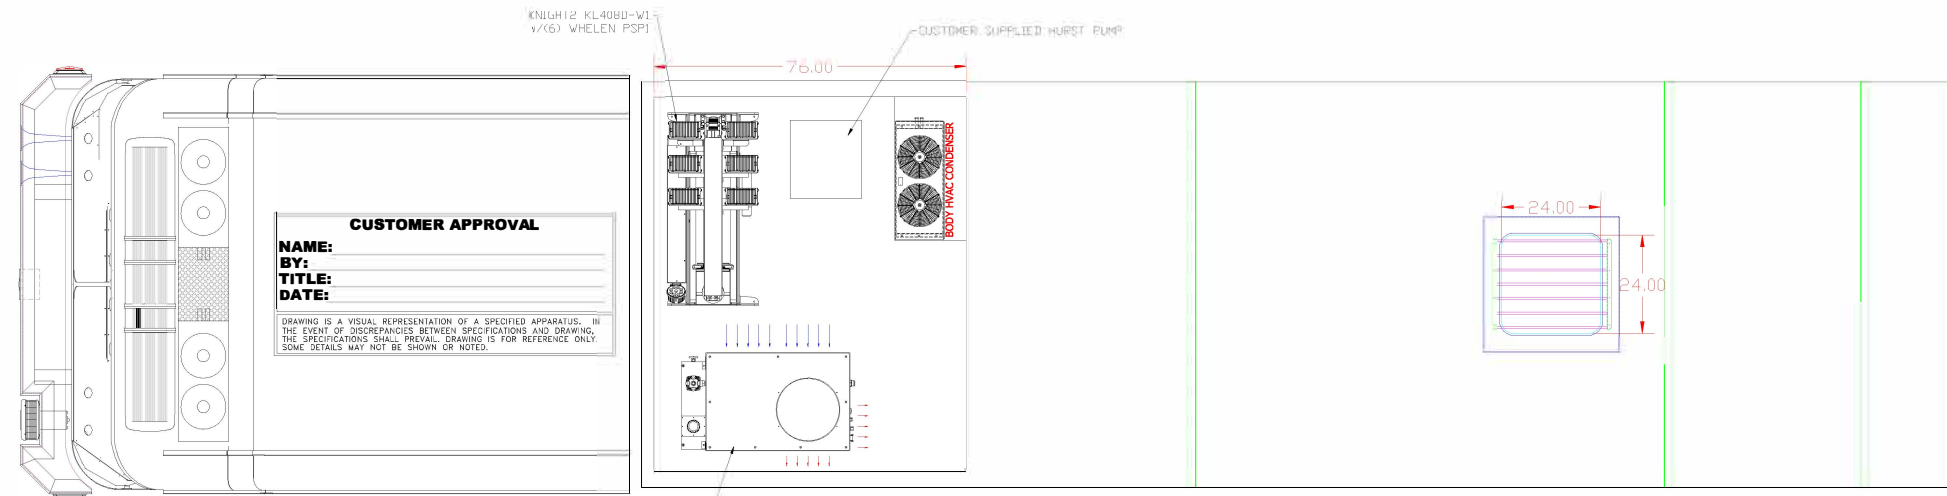 KNIGHT2 KL408D-W1
W/(6) WHELEN PSP1
CUSTOMER SUPPLIED HURST PUMP
76.00
BODY HVAC CONDENSER
CUSTOMER APPROVAL
NAME:
BY:
TITLE:
DATE:
DRAWING IS A VISUAL REPRESENTATION OF A SPECIFIED APPARATUS. IN
THE EVENT OF DISCREPANCIES BETWEEN SPECIFICATIONS AND DRAWING,
THE SPECIFICATIONS SHALL PREVAIL. DRAWING IS FOR REFERENCE ONLY.
SOME DETAILS MAY NOT BE SHOWN OR NOTED.
24.00
24.00